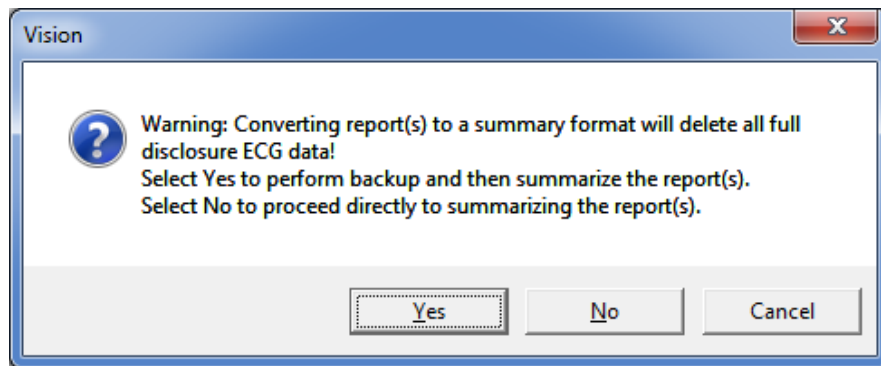 Vision
Warning: Converting report(s) to a summary format will delete all full
disclosure ECG data!
Select Yes to perform backup and then summarize the report(s).
Select No to proceed directly to summarizing the report(s).
Yes
No
Cancel